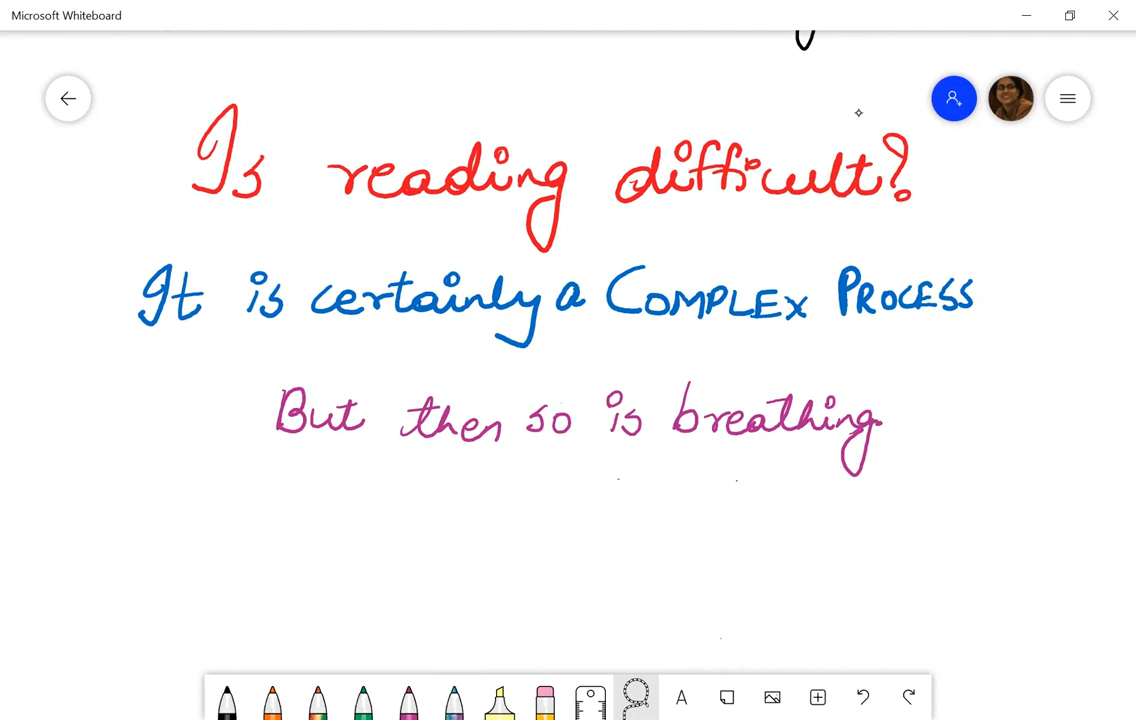 Microsoft Whiteboard
Is reading difficult?
It is certainly a COMPLEX PROCESS
But then so is breathing